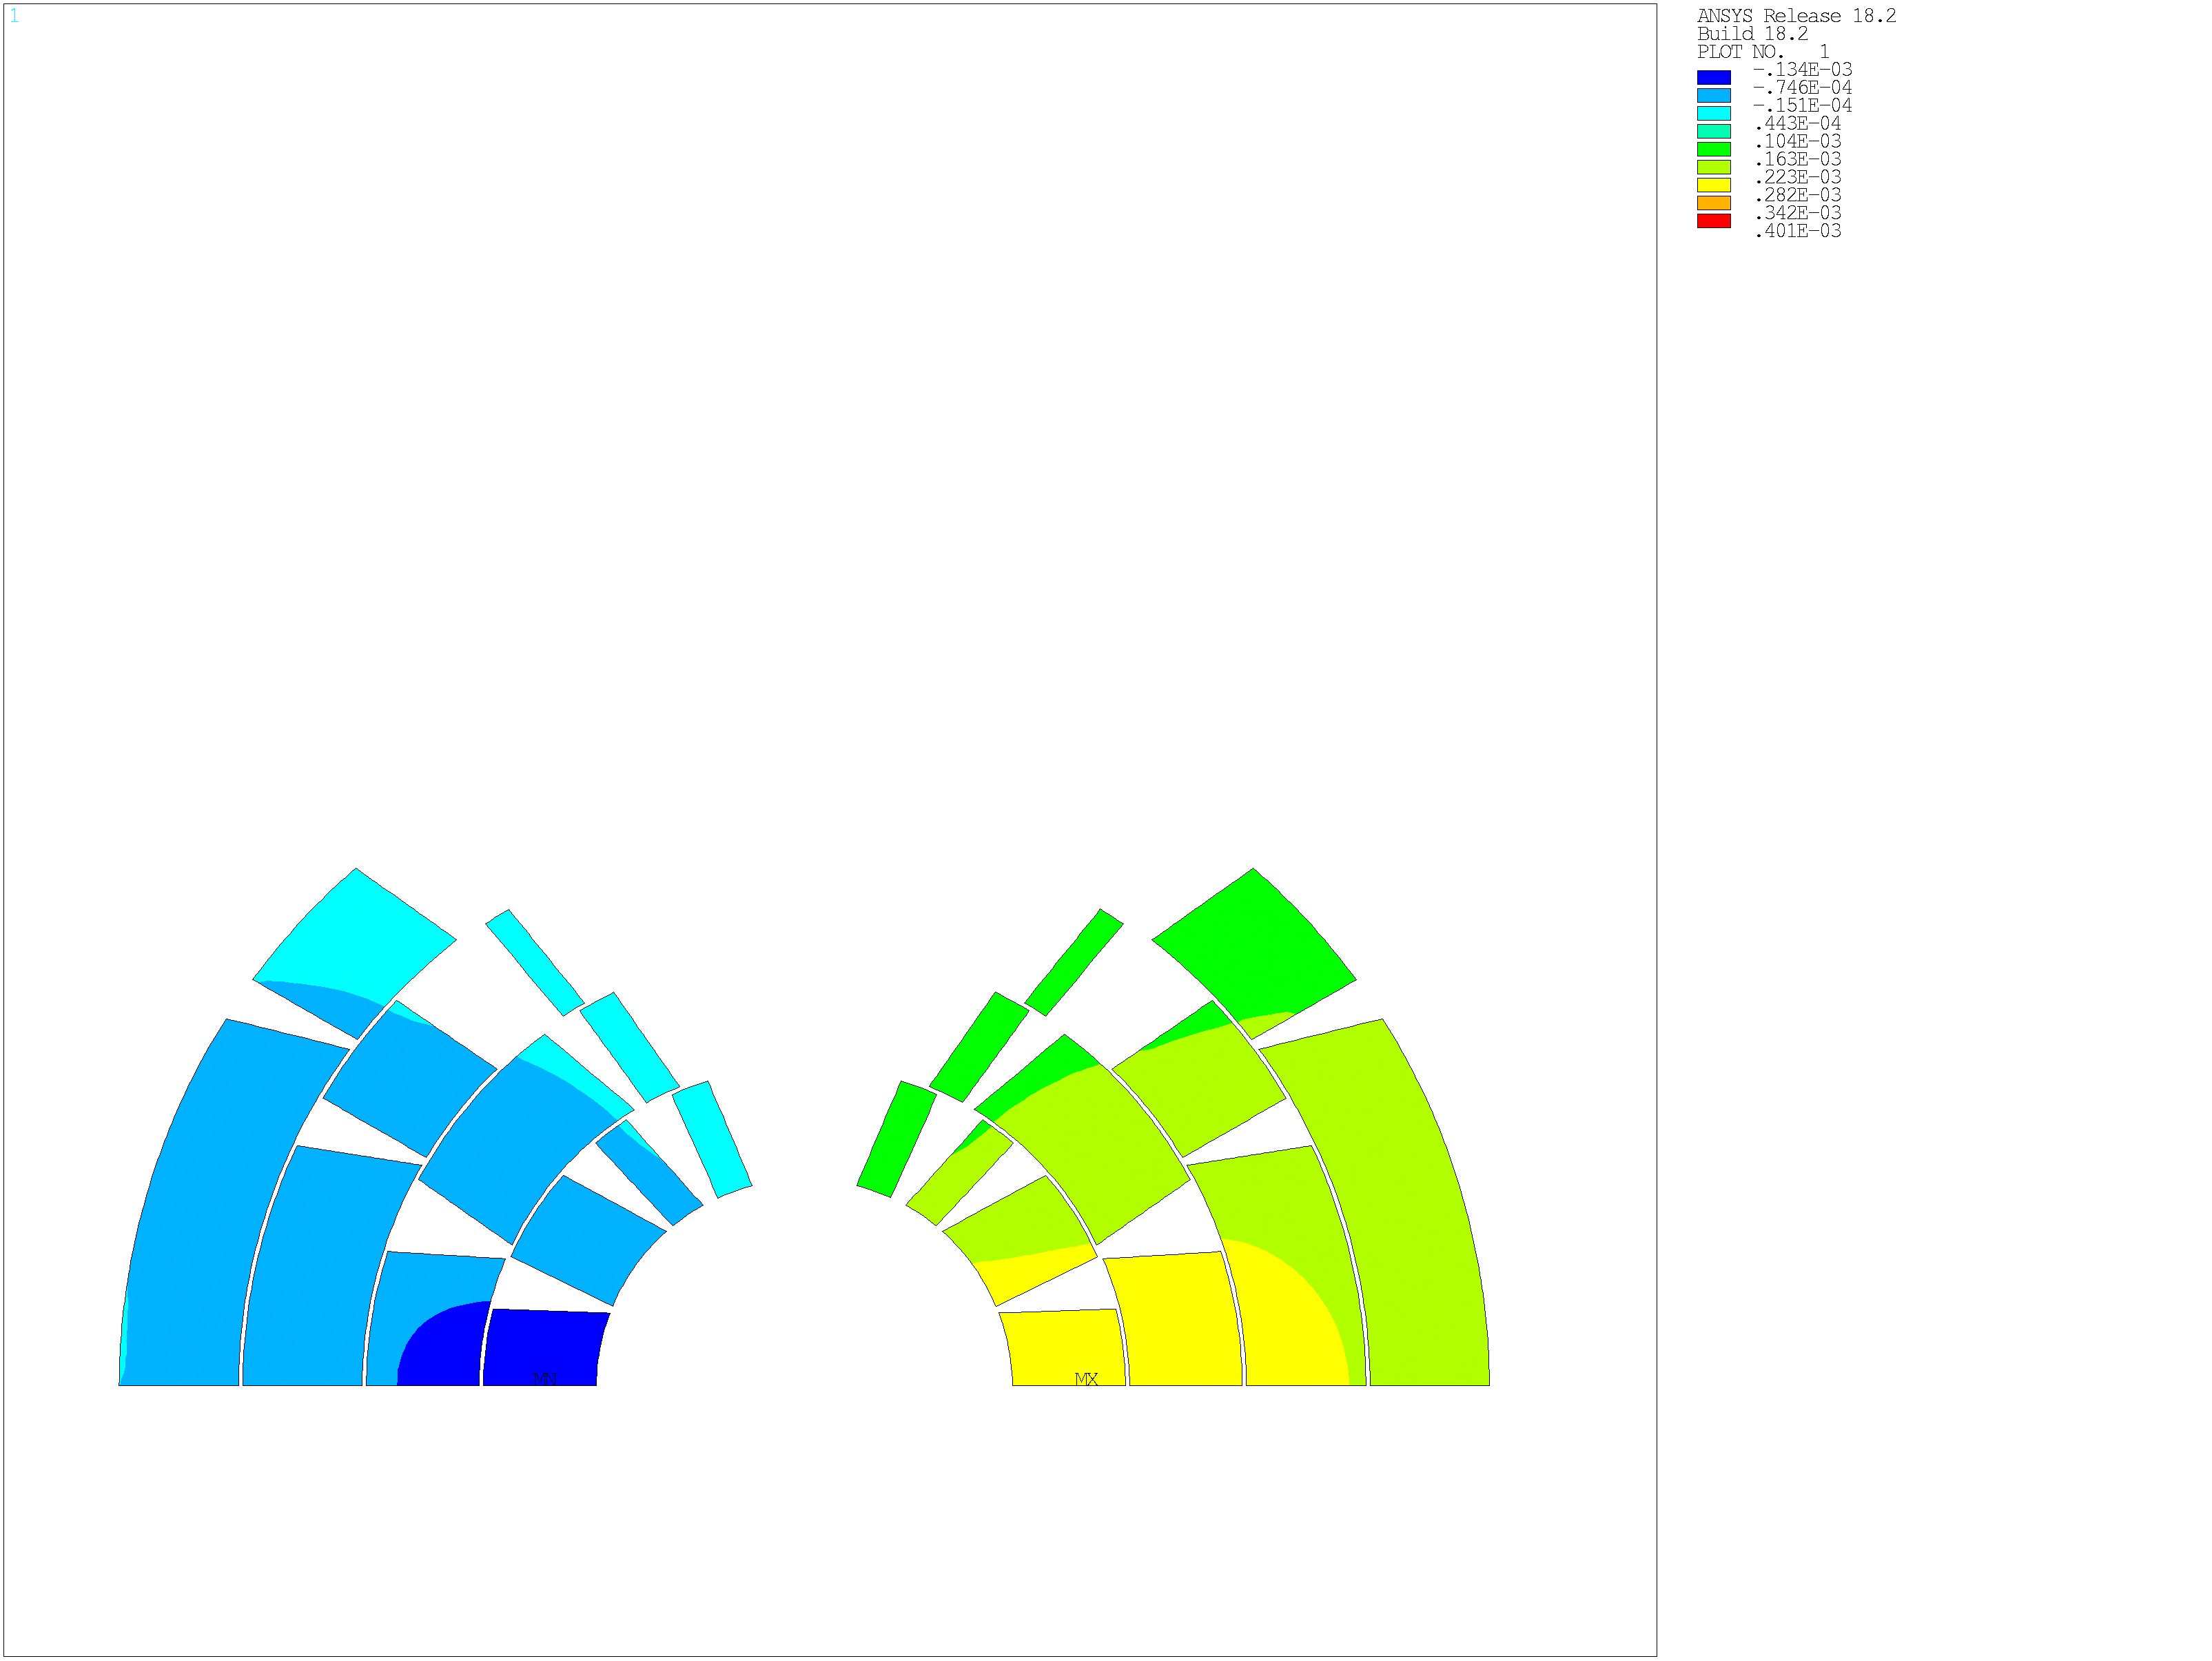 1
ANSYS Release 18.2
Build 18.2
PLOT NO. 1
-.134E-03
-.746E-04
-.151E-04
.443E-04
.104E-03
.163E-03
.223E-03
.282E-03
.342E-03
.401E-03
MN
MX